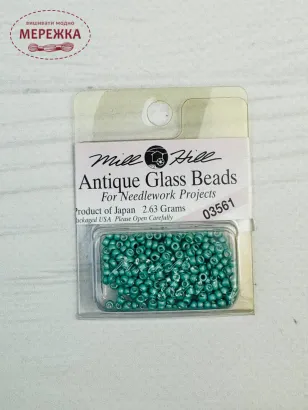 вишивати модно
МЕРЕЖКА
Mill Hill
Antique Glass Beads
For Needlework Projects
Product of Japan 2.63 Grams
Packaged USA Please Open Carefully
03561